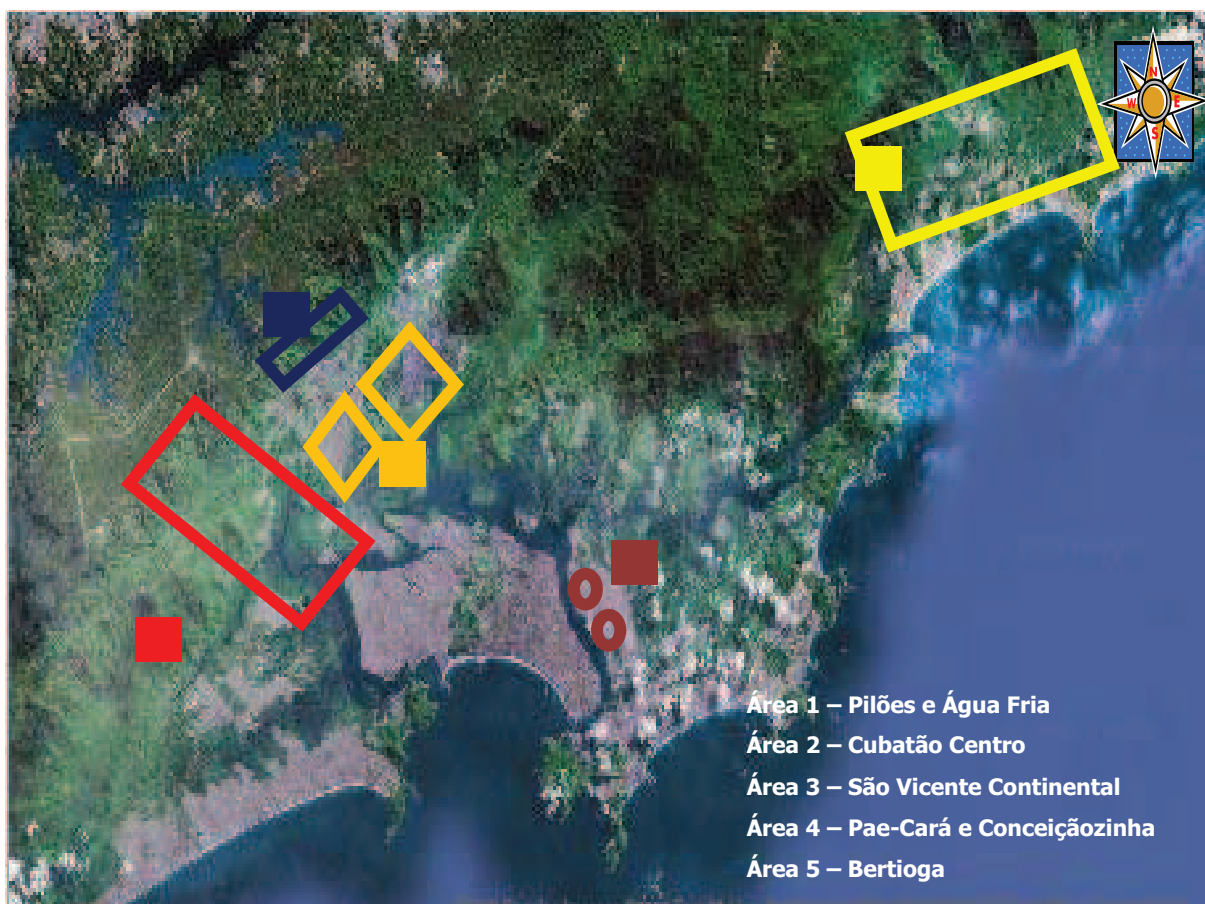 N
W E
S
Área 1 – Pilões e Água Fria
Área 2 – Cubatão Centro
Área 3 – São Vicente Continental
Área 4 – Pae-Cará e Conceiçãozinha
Área 5 – Bertioga